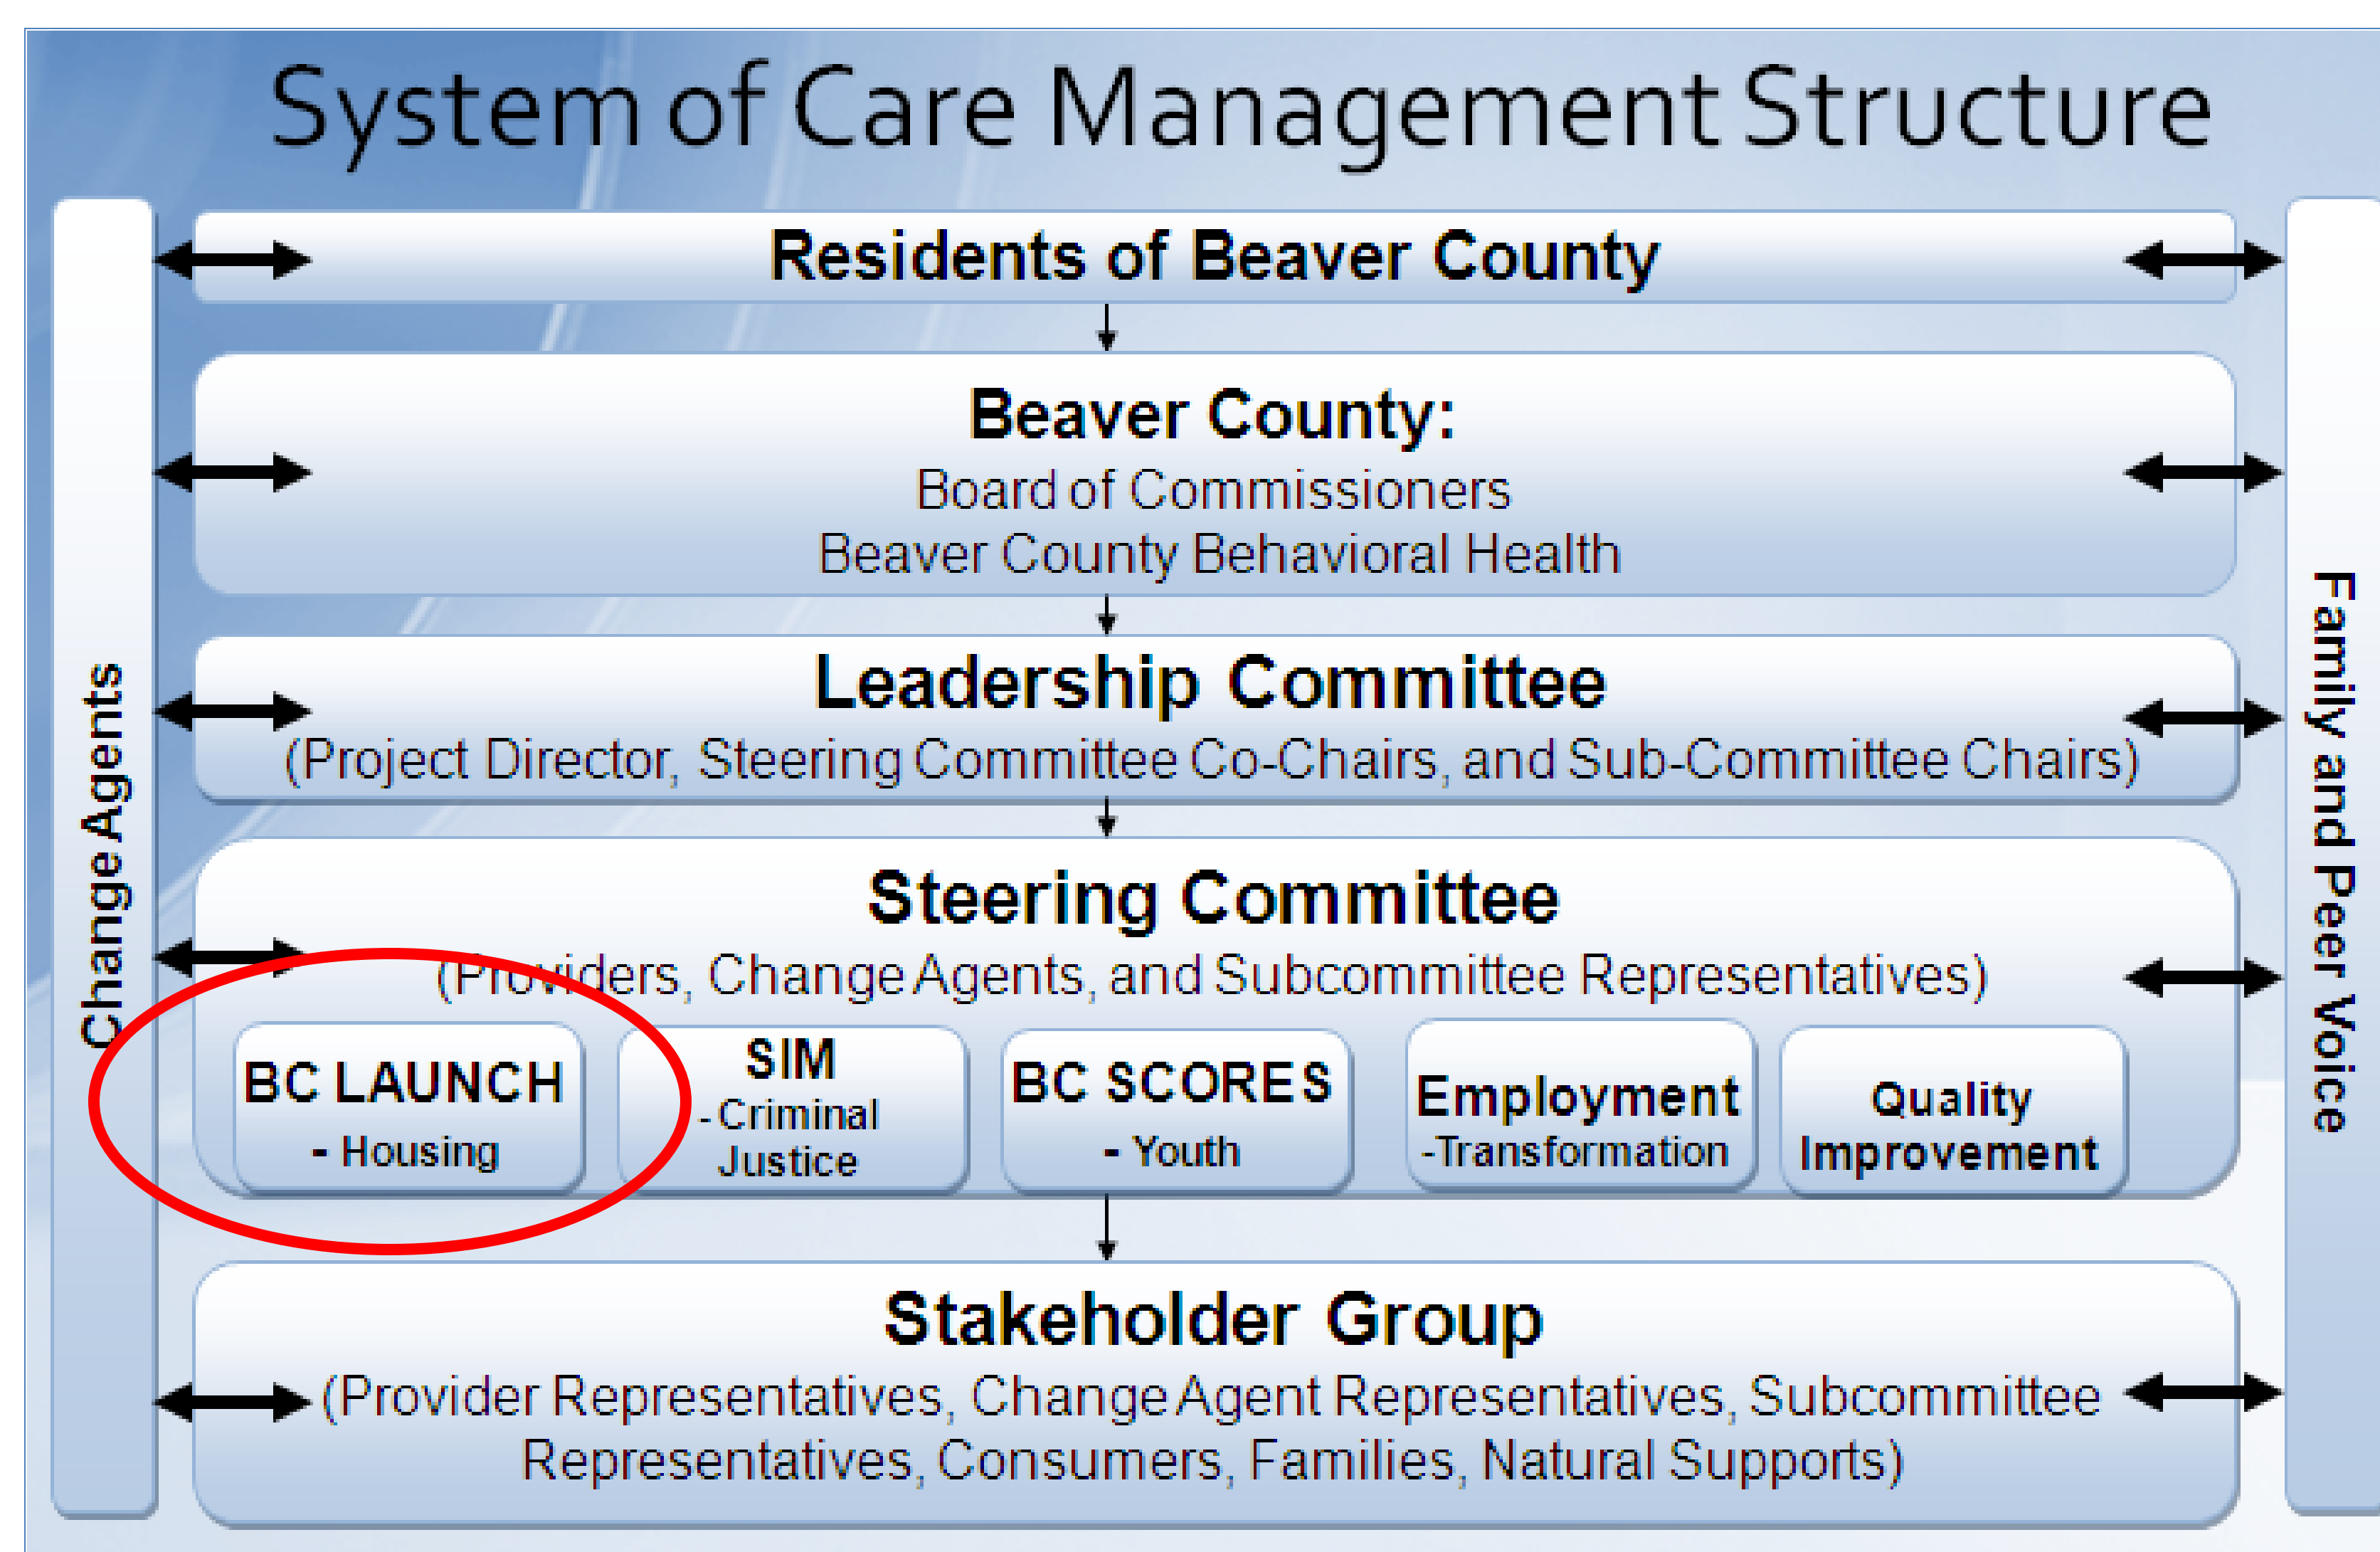 System of Care Management Structure
Residents of Beaver County
Beaver County:
Board of Commissioners
Beaver County Behavioral Health
Leadership Committee
(Project Director, Steering Committee Co-Chairs, and Sub-Committee Chairs)
Steering Committee
(Providers, Change Agents, and Subcommittee Representatives)
BC LAUNCH
- Housing
SIM
- Criminal
Justice
BC SCORES
- Youth
Employment
-Transformation
Quality
Improvement
Stakeholder Group
(Provider Representatives, Change Agent Representatives, Subcommittee
Representatives, Consumers, Families, Natural Supports)
Change Agents
Family and Peer Voice